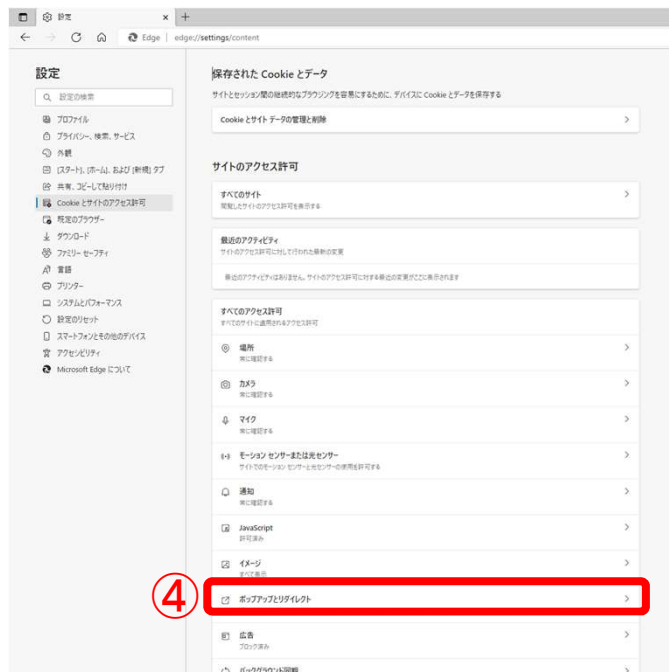 設定
Edge edge://settings/content
設定
設定の検索
プロファイル
プライバシー、検索、サービス
外観
[スタート]、[ホーム]、および [新規] タブ
共有、コピーして貼り付け
Cookie とサイトのアクセス許可
既定のブラウザー
ダウンロード
ファミリー セーフティ
言語
プリンター
システムとパフォーマンス
設定のリセット
スマートフォンとその他のデバイス
アクセシビリティ
Microsoft Edge について
保存された Cookie とデータ
サイトとセッション間の継続的なブラウジングを容易にするために、デバイスに Cookie とデータを保存する
Cookie とサイト データの管理と削除
サイトのアクセス許可
すべてのサイト
閲覧したサイトのアクセス許可を表示する
最近のアクティビティ
サイトのアクセス許可に対して行われた最新の変更
最近のアクティビティはありません。サイトのアクセス許可に対する最近の変更がここに表示されます
すべてのアクセス許可
すべてのサイトに適用されるアクセス許可
場所
常に確認する
カメラ
常に確認する
マイク
常に確認する
モーション センサーまたは光センサー
サイトでのモーション センサーと光センサーの使用を許可する
通知
常に確認する
JavaScript
許可済み
イメージ
すべて表示
④
ポップアップとリダイレクト
広告
ブロック済み
バックグラウンド同期